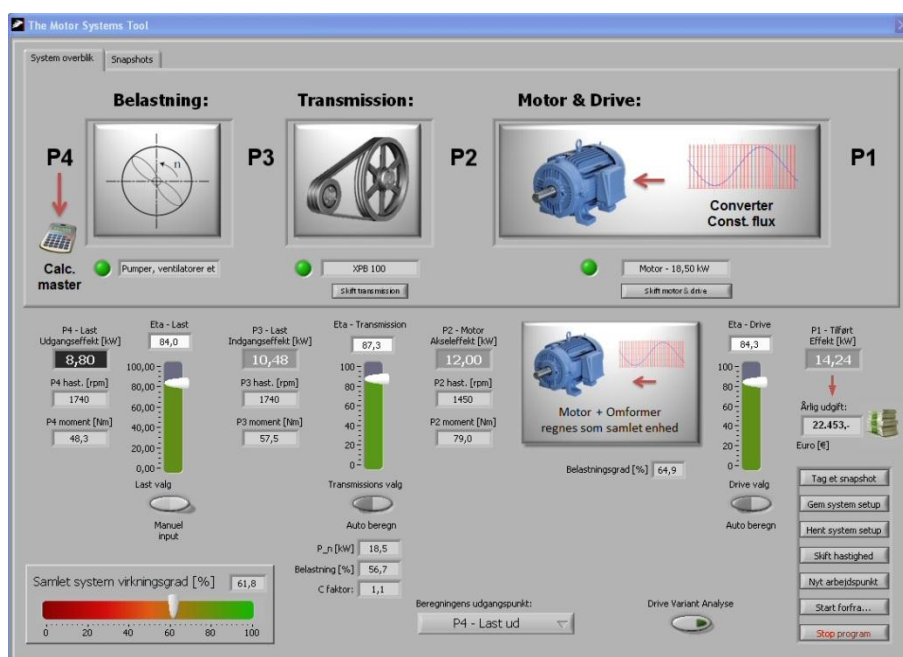 The Motor Systems Tool
System overblik
Snapshots
Belastning:
Transmission:
Motor & Drive:
P4
n
P3
P2
P1
Converter
Const. flux
Calc.
master
Pumper, ventilatorer et
XPB 100
Motor - 18,50 kW
Skift transmission
Skift motor & drive
P4 - Last
Udgangseffekt [kW]
8,80
P4 hast. [rpm]
1740
P4 moment [Nm]
48,3
Eta - Last
84,0
100,00
80,00
60,00
40,00
20,00
0,00
Last valg
Manuel
input
P3 - Last
Indgangseffekt [kW]
10,48
P3 hast. [rpm]
1740
P3 moment [Nm]
57,5
Eta - Transmission
87,3
100
80
60
40
20
0
Transmissions valg
Auto beregn
P_n [kW] 18,5
Belastning [%] 56,7
C faktor: 1,1
P2 - Motor
Akseleffekt [kW]
12,00
P2 hast. [rpm]
1450
P2 moment [Nm]
79,0
Motor + Omformer
regnes som samlet enhed
Belastningsgrad [%] 64,9
Eta - Drive
84,3
100
80
60
40
20
0
Drive valg
Auto beregn
P1 - Tilført
Effekt [kW]
14,24
Årlig udgift:
22.453,-
Euro [€]
Tag et snapshot
Gem system setup
Hent system setup
Skift hastighed
Nyt arbejdspunkt
Start forfra...
Stop program
Samlet system virkningsgrad [%] 61,8
0 20 40 60 80 100
Beregningens udgangspunkt:
P4 - Last ud
Drive Variant Analyse